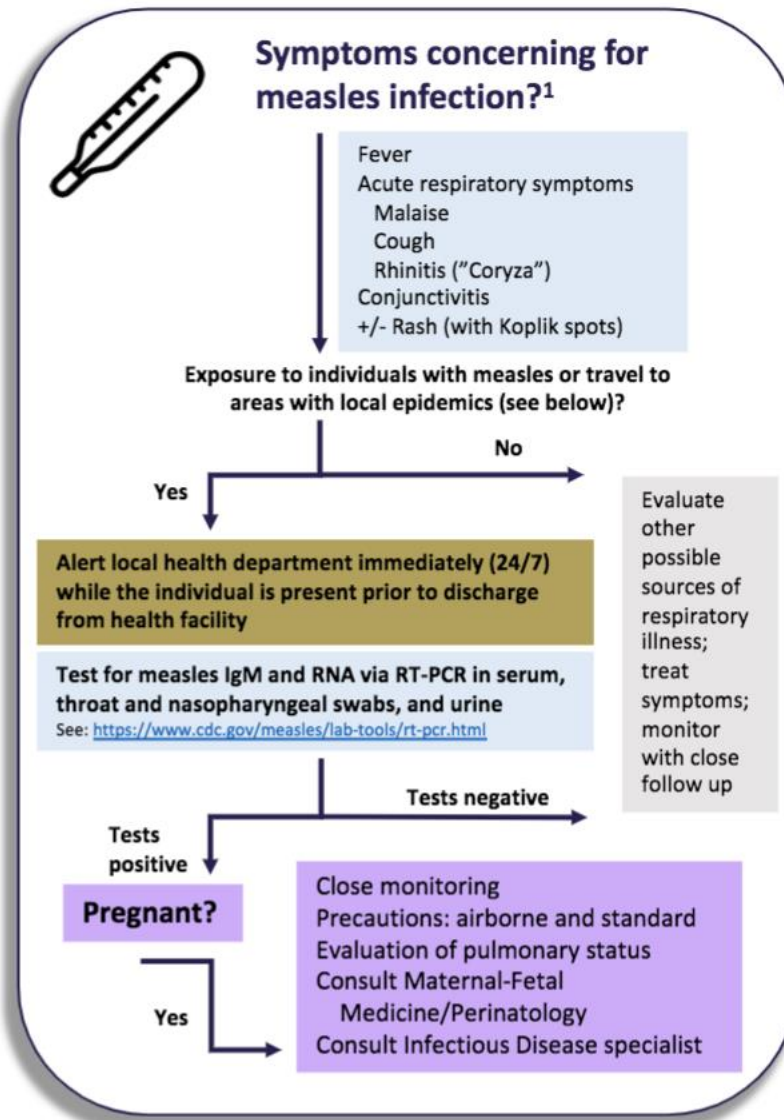 Symptoms concerning for
measles infection?¹
Fever
Acute respiratory symptoms
Malaise
Cough
Rhinitis (”Coryza”)
Conjunctivitis
+/- Rash (with Koplik spots)
Exposure to individuals with measles or travel to
areas with local epidemics (see below)?
No
Yes
Evaluate
other
possible
sources of
respiratory
illness;
treat
symptoms;
monitor
with close
follow up
Alert local health department immediately (24/7)
while the individual is present prior to discharge
from health facility
Test for measles IgM and RNA via RT-PCR in serum,
throat and nasopharyngeal swabs, and urine
See: https://www.cdc.gov/measles/lab-tools/rt-pcr.html
Tests negative
Tests
positive
Pregnant?
Yes
Close monitoring
Precautions: airborne and standard
Evaluation of pulmonary status
Consult Maternal-Fetal
Medicine/Perinatology
Consult Infectious Disease specialist